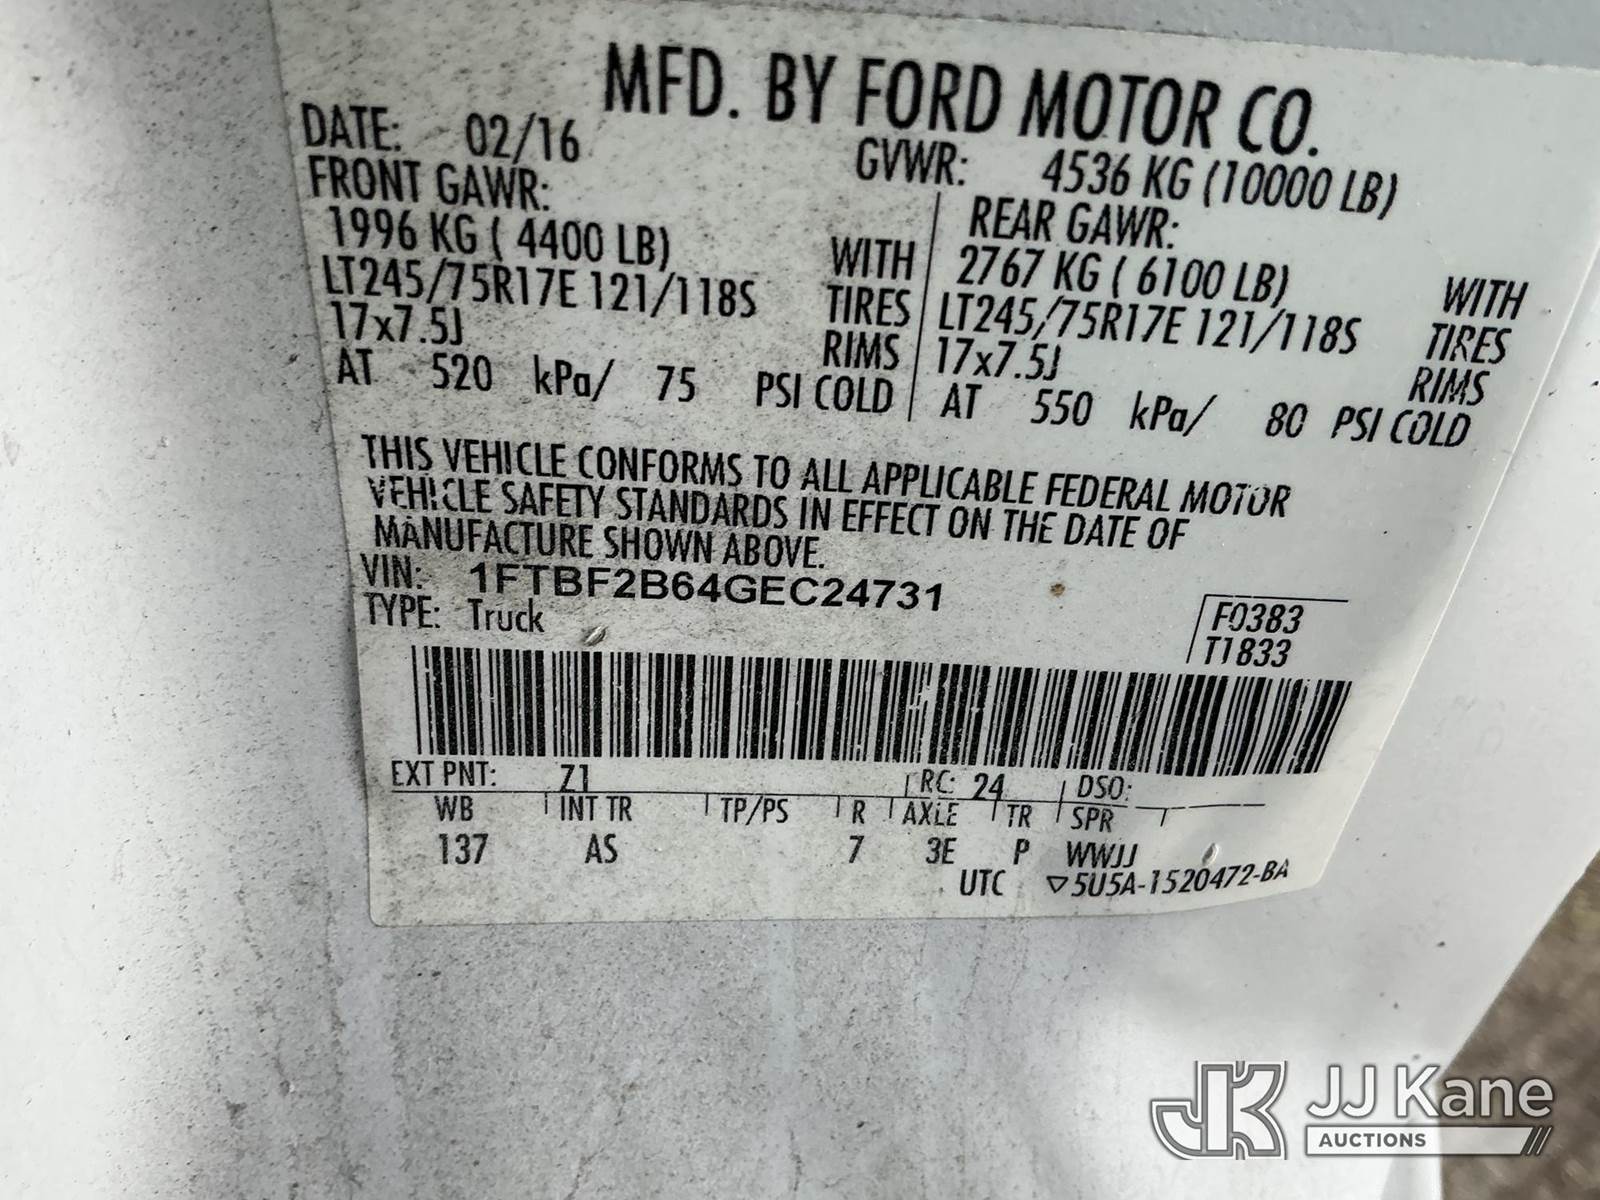 MFD. BY FORD MOTOR CO.
DATE: 02/16 GVWR: 4536 KG (10000 LB)
FRONT GAWR: REAR GAWR:
1996 KG ( 4400 LB) WITH 2767 KG ( 6100 LB) WITH
LT245/75R17E 121/118S TIRES LT245/75R17E 121/118S TIRES
17x7.5J RIMS 17x7.5J RIMS
AT 520 kPa/ 75 PSI COLD AT 550 kPa/ 80 PSI COLD
THIS VEHICLE CONFORMS TO ALL APPLICABLE FEDERAL MOTOR
VEHICLE SAFETY STANDARDS IN EFFECT ON THE DATE OF
MANUFACTURE SHOWN ABOVE.
VIN: 1FTBF2B64GEC24731
TYPE: Truck
F0383
T1833
EXT PNT: Z1 RC: 24 DSO:
WB INT TR TP/PS R AXLE TR SPR
137 AS 7 3E P WWJJ
UTC ▽5U5A-1520472-BA
JK JJ Kane
AUCTIONS